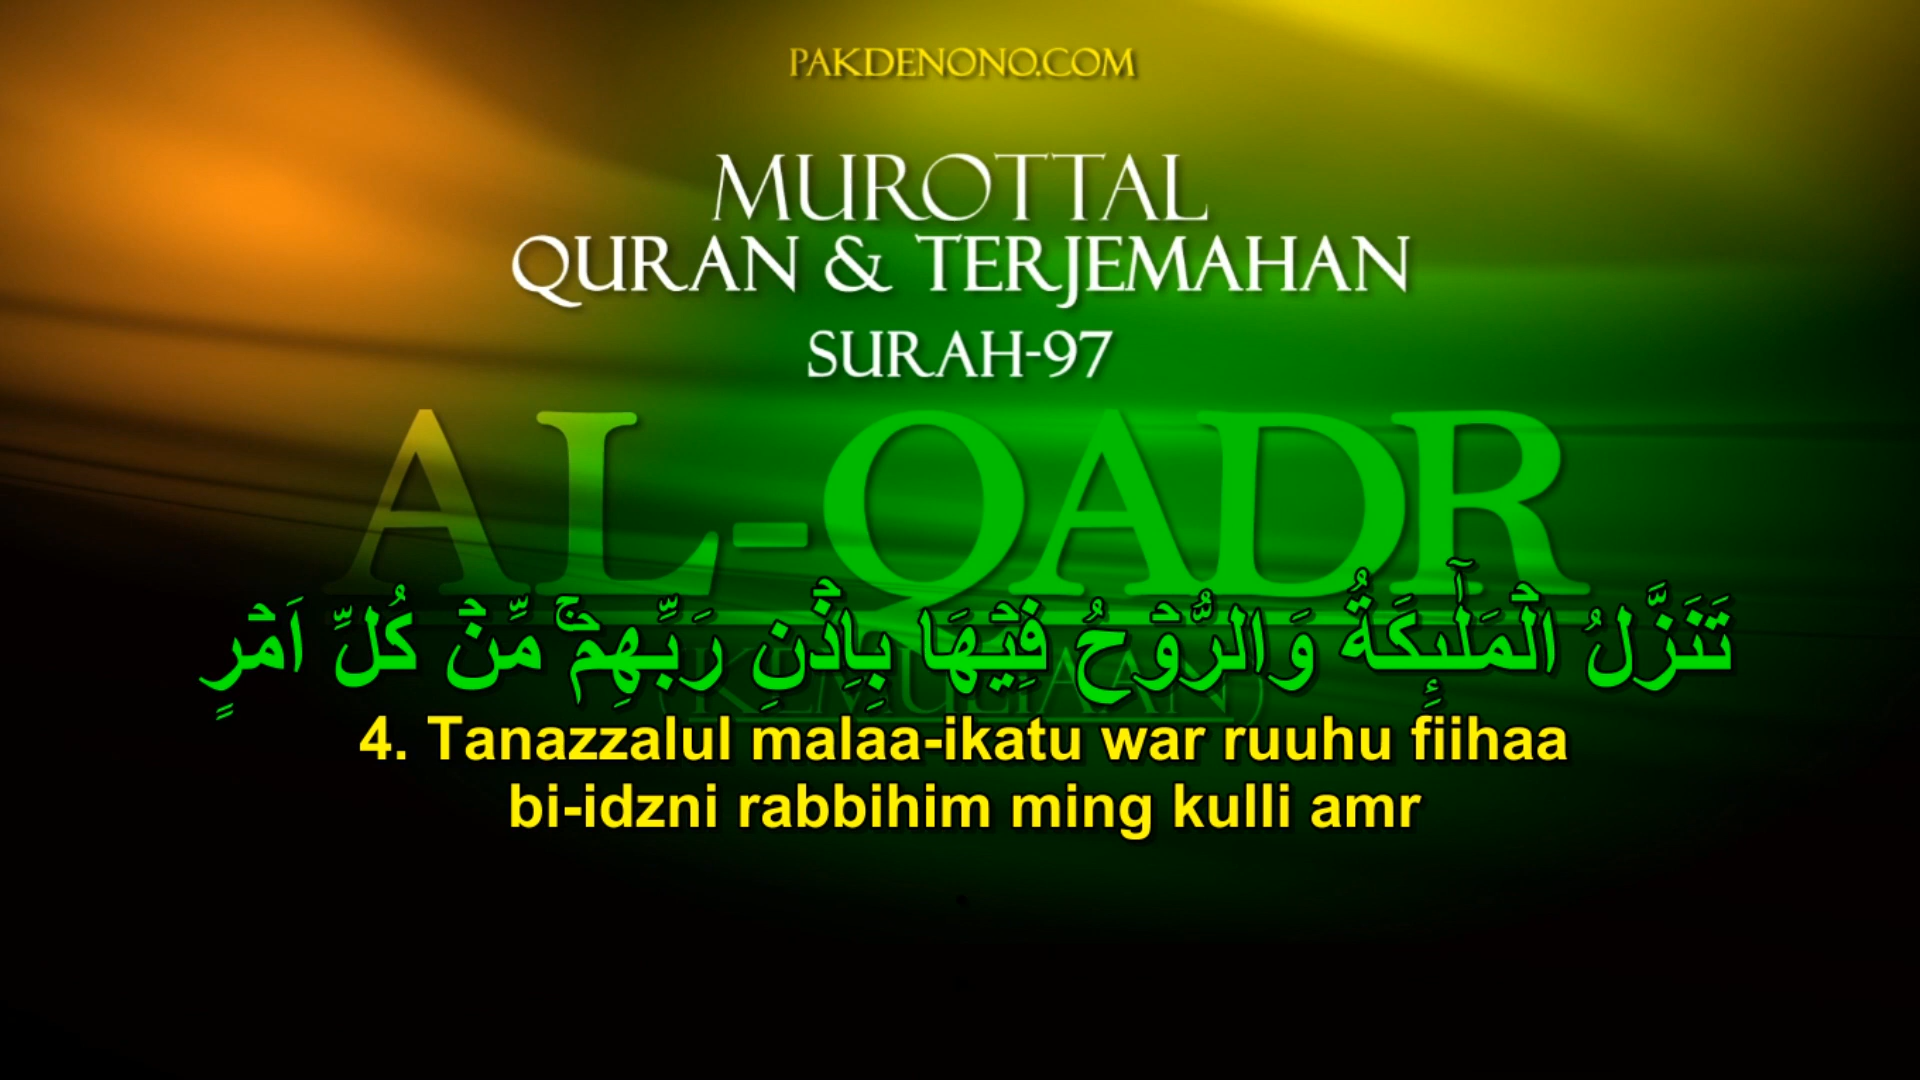 PAKDENONO.COM
MUROTTAL
QURAN & TERJEMAHAN
SURAH-97
AL-QADR
(KEMULIAAN)
تَنَزَّلُ الْمَلٰٓٮِٕكَةُ وَالرُّوْحُ فِيْهَا بِاِذْنِ رَبِّهِمْۚ مِّنْ كُلِّ اَمْرٍ
4. Tanazzalul malaa-ikatu war ruuhu fiihaa
bi-idzni rabbihim ming kulli amr